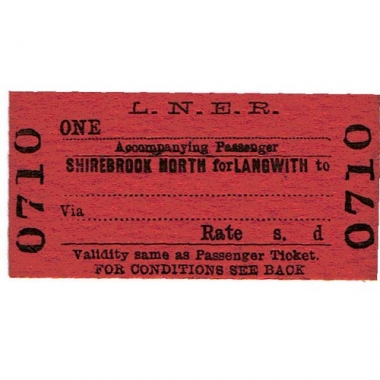 L. N. E. R.
ONE
Accompanying Passenger
SHIREBROOK NORTH for LANGWITH to
Via
Rate s. d
Validity same as Passenger Ticket.
FOR CONDITIONS SEE BACK
0710
0710